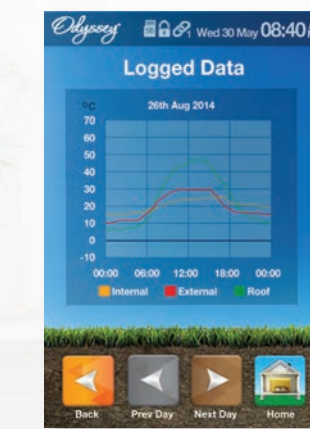 Odyssey Wed 30 May 08:40
Logged Data
°C 26th Aug 2014
70
60
50
40
30
20
10
0
-10
00:00 06:00 12:00 18:00 00:00
Internal External Roof
Back Prev Day Next Day Home